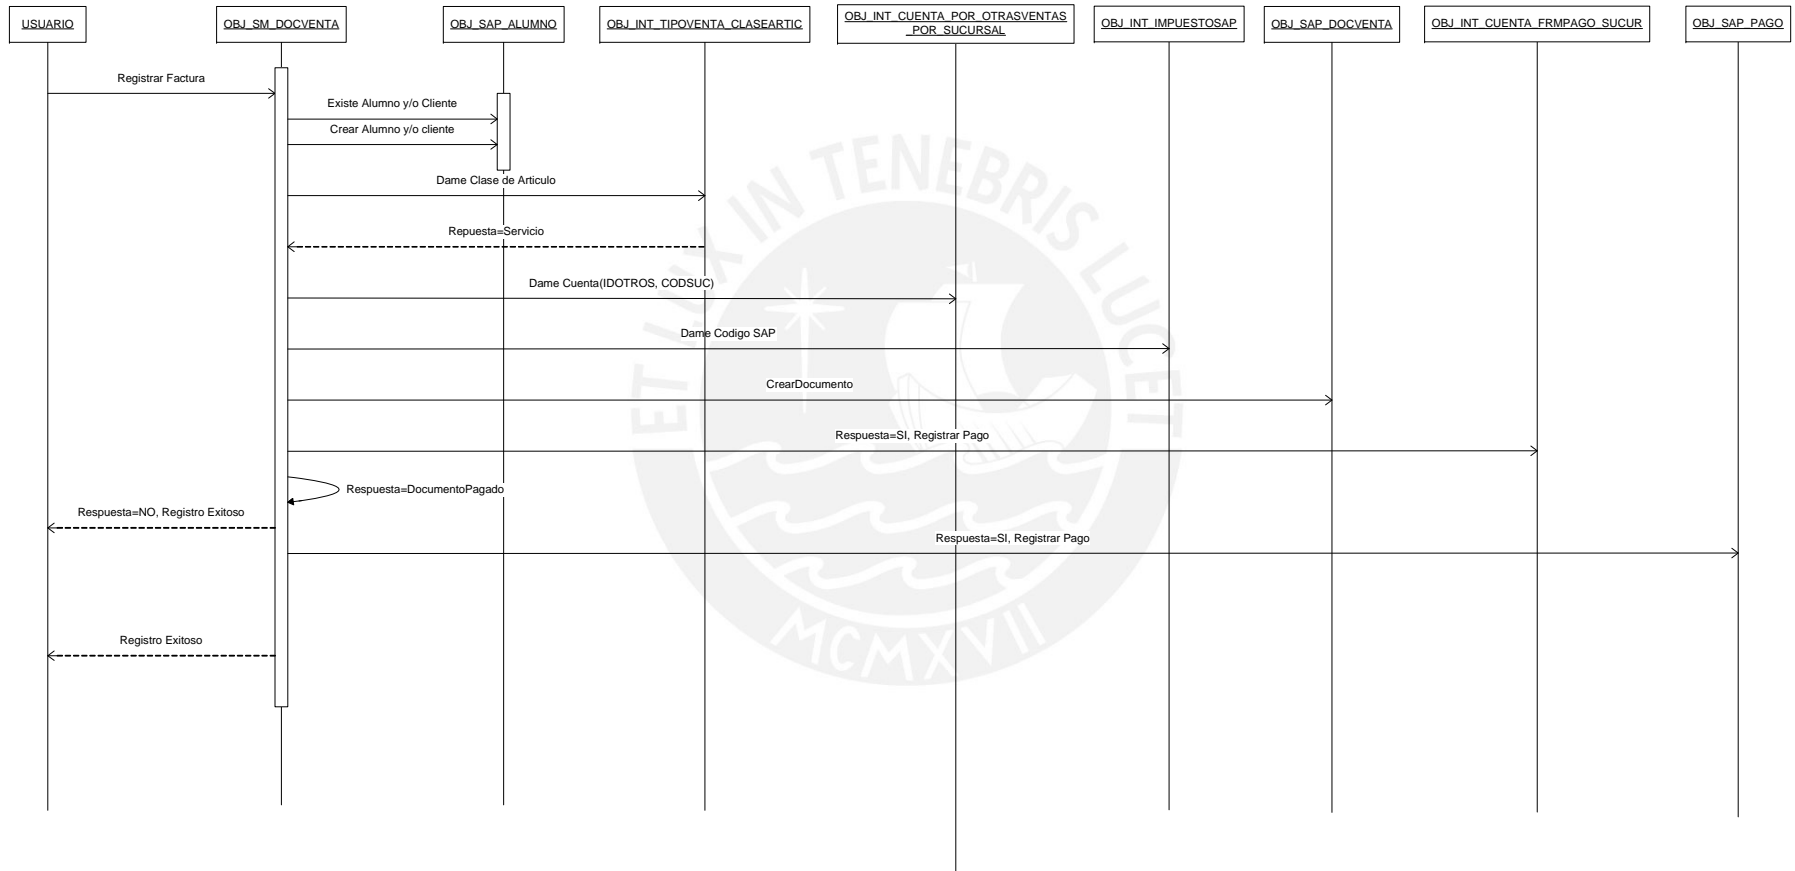 USUARIO
OBJ_SM_DOCVENTA
OBJ_SAP_ALUMNO
OBJ_INT_TIPOVENTA_CLASEARTIC
OBJ_INT_CUENTA_POR_OTRASVENTAS
_POR_SUCURSAL
OBJ_INT_IMPUESTOSAP
OBJ_SAP_DOCVENTA
OBJ_INT_CUENTA_FRMPAGO_SUCUR
OBJ_SAP_PAGO
Registrar Factura
Existe Alumno y/o Cliente
Crear Alumno y/o cliente
Dame Clase de Articulo
Repuesta=Servicio
Dame Cuenta(IDOTROS, CODSUC)
Dame Codigo SAP
CrearDocumento
Respuesta=SI, Registrar Pago
Respuesta=DocumentoPagado
Respuesta=NO, Registro Exitoso
Respuesta=SI, Registrar Pago
Registro Exitoso
ET LUX IN TENEBRIS LUCET
MCMXVII